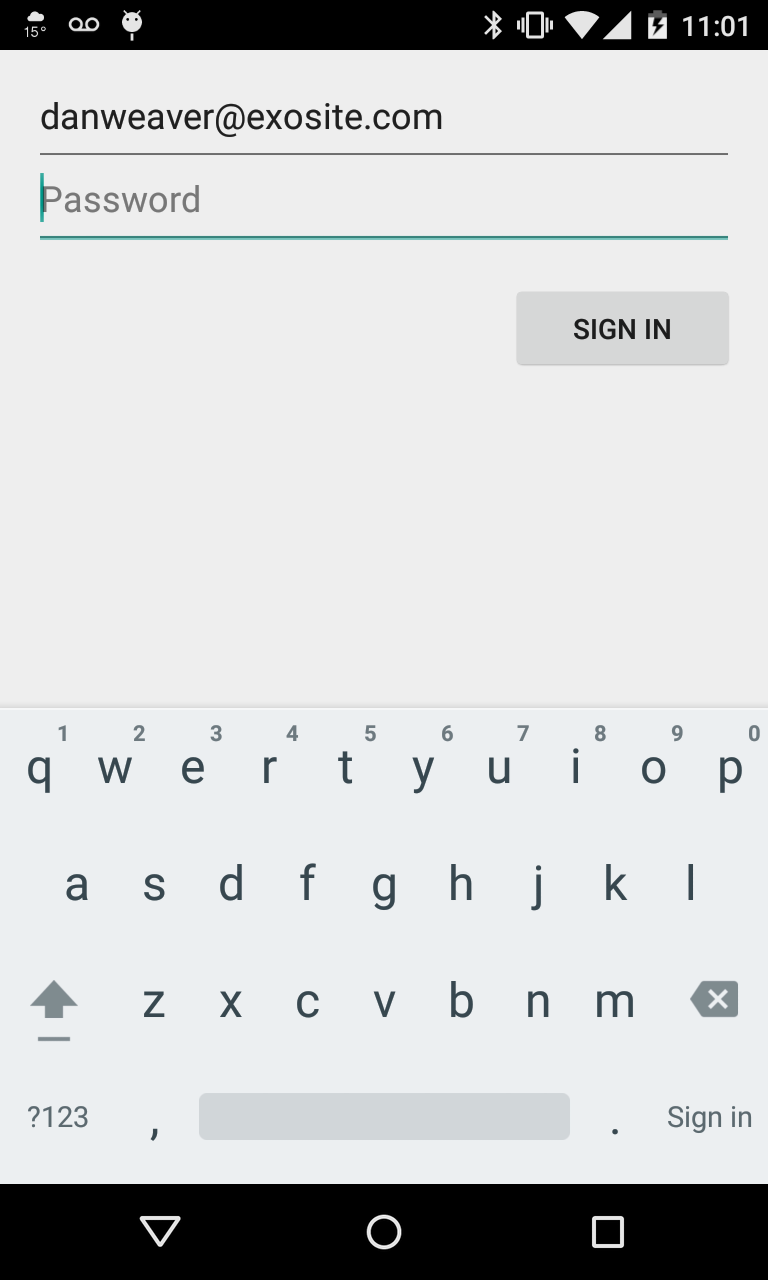 15° 11:01
danweaver@exosite.com
Password
SIGN IN
1 2 3 4 5 6 7 8 9 0
q w e r t y u i o p
a s d f g h j k l
z x c v b n m
?123 , . Sign in